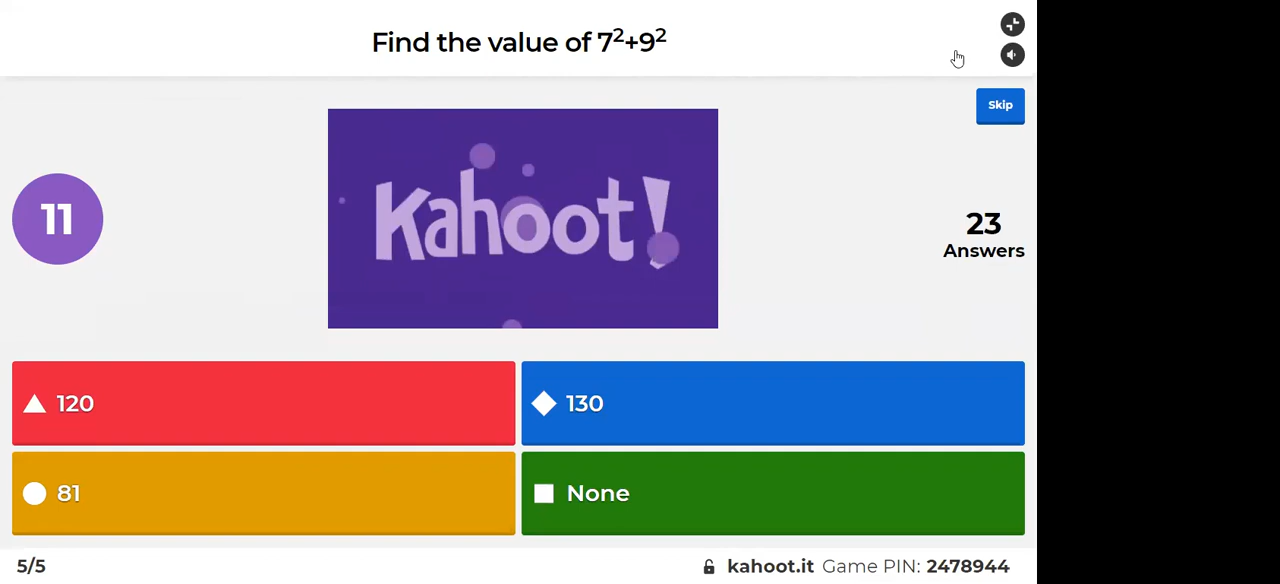 Find the value of 7²+9²
Skip
11
Kahoot!
23
Answers
120
130
81
None
5/5
kahoot.it Game PIN: 2478944